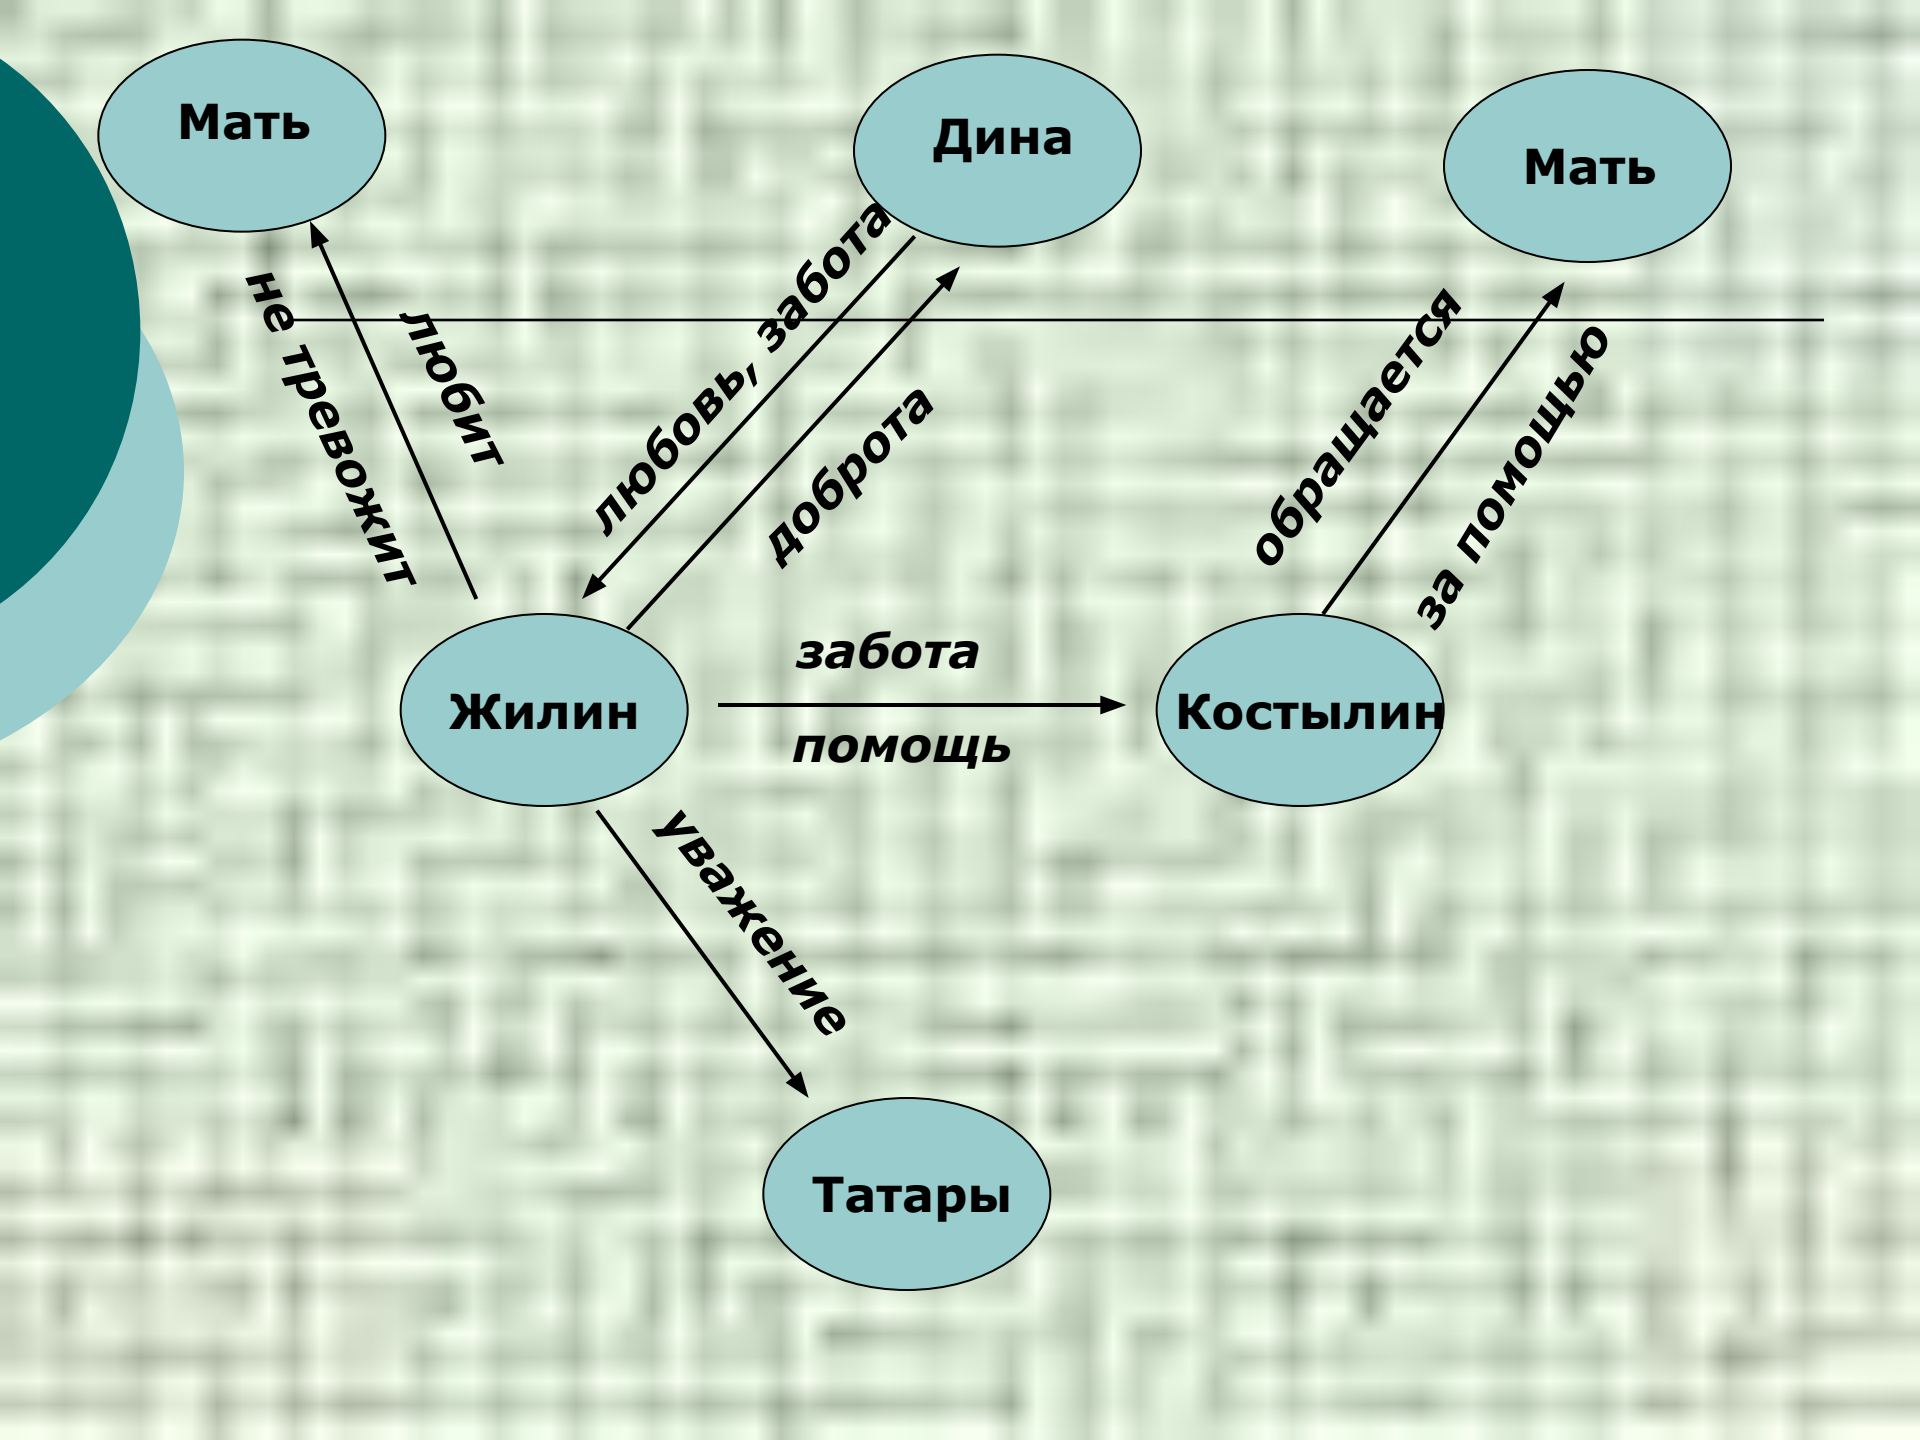 Мать
Дина
Мать
не тревожит
любит
любовь, забота
доброта
обращается
за помощью
забота
помощь
Жилин
Костылин
уважение
Татары